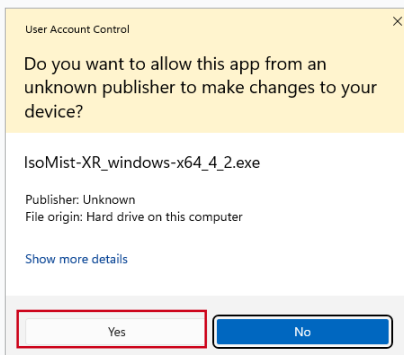 User Account Control
Do you want to allow this app from an
unknown publisher to make changes to your
device?
IsoMist-XR_windows-x64_4_2.exe
Publisher: Unknown
File origin: Hard drive on this computer
Show more details
Yes
No